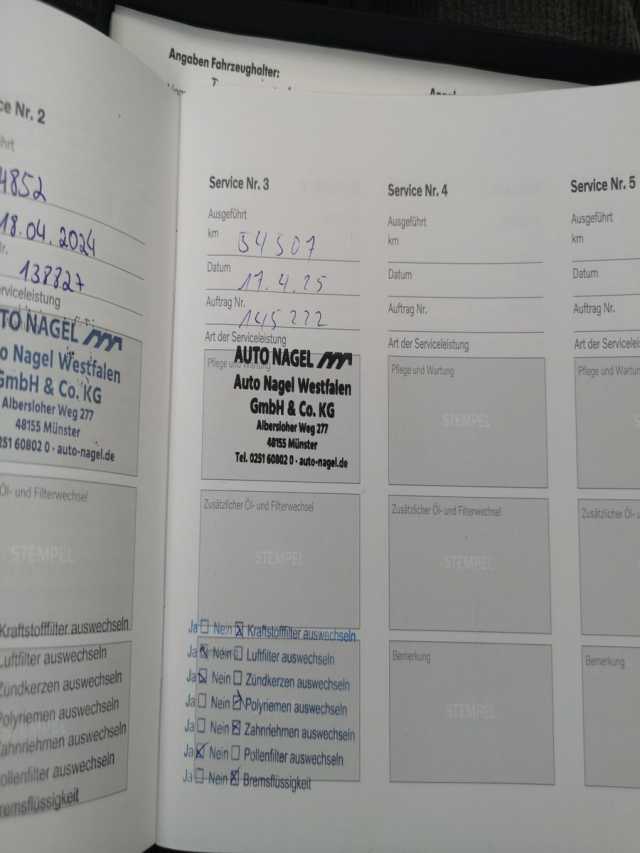 Angaben Fahrzeughalter:
ce Nr. 2
4852
18.04.2024
138827
rviceleistung
TO NAGEL
o Nagel Westfalen
GmbH & Co. KG
Albersloher Weg 277
48155 Münster
0251 60802 0 - auto-nagel.de
Öl- und Filterwechsel
STEMPEL
Kraftstofffilter auswechseln
Luftfilter auswechseln
Zündkerzen auswechseln
Polyriemen auswechseln
Zahnriemen auswechseln
Pollenfilter auswechseln
Bremsflüssigkeit
Service Nr. 3
Ausgeführt
km 54507
Datum 17.4.25
Auftrag Nr. 145222
Art der Serviceleistung
Pflege und Wartung
AUTO NAGEL
Auto Nagel Westfalen
GmbH & Co. KG
Albersloher Weg 277
48155 Münster
Tel. 0251 60802 0 - auto-nagel.de
Zusätzlicher Öl- und Filterwechsel
STEMPEL
Ja Nein Kraftstofffilter auswechseln
Ja Nein Luftfilter auswechseln
Ja Nein Zündkerzen auswechseln
Ja Nein Polyriemen auswechseln
Ja Nein Zahnriemen auswechseln
Ja Nein Pollenfilter auswechseln
Ja Nein Bremsflüssigkeit
Service Nr. 4
Ausgeführt
km
Datum
Auftrag Nr.
Art der Serviceleistung
Pflege und Wartung
STEMPEL
Zusätzlicher Öl- und Filterwechsel
STEMPEL
Bemerkung
STEMPEL
Service Nr. 5
Ausgeführt
km
Datum
Auftrag Nr.
Art der Serviceleis
Pflege und Wartung
Zusätzlicher Öl- u
Bemerkung